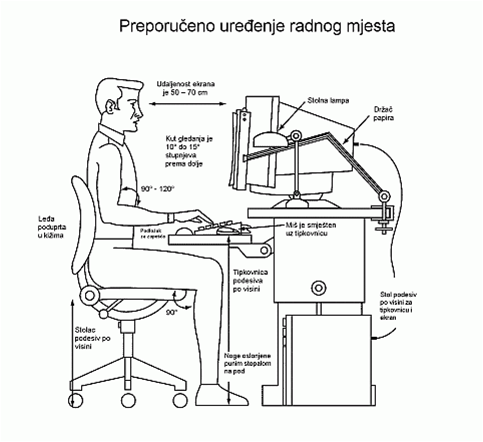 Preporučeno uređenje radnog mjesta
Udaljenost ekrana
je 50 – 70 cm
Stolna lampa
Držač
papira
Kut gledanja je
10° do 15°
stupnjeva
prema dolje
90° - 120°
Leđa
poduprta
u križima
Podložak
za zapešća
Miš je smješten
uz tipkovnicu
Tipkovnica
podesiva
po visini
Stol podesiv
po visini za
tipkovnicu i
ekran
90°
Stolac
podesiv po
visini
Noge oslonjene
punim stopalom
na pod